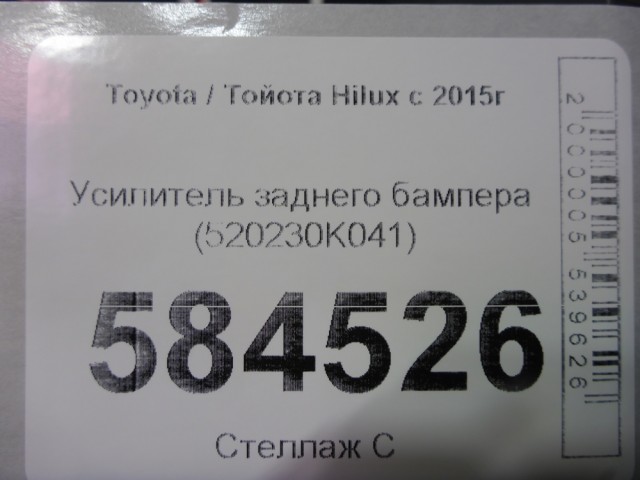 Toyota / Тойота Hilux с 2015г
Усилитель заднего бампера
(520230K041)
584526
Стеллаж С
2000005539626